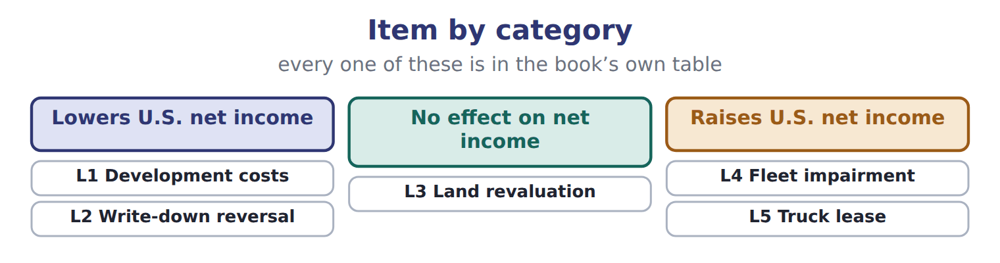 Item by category
every one of these is in the book’s own table
Lowers U.S. net income
L1 Development costs
L2 Write-down reversal
No effect on net
income
L3 Land revaluation
Raises U.S. net income
L4 Fleet impairment
L5 Truck lease